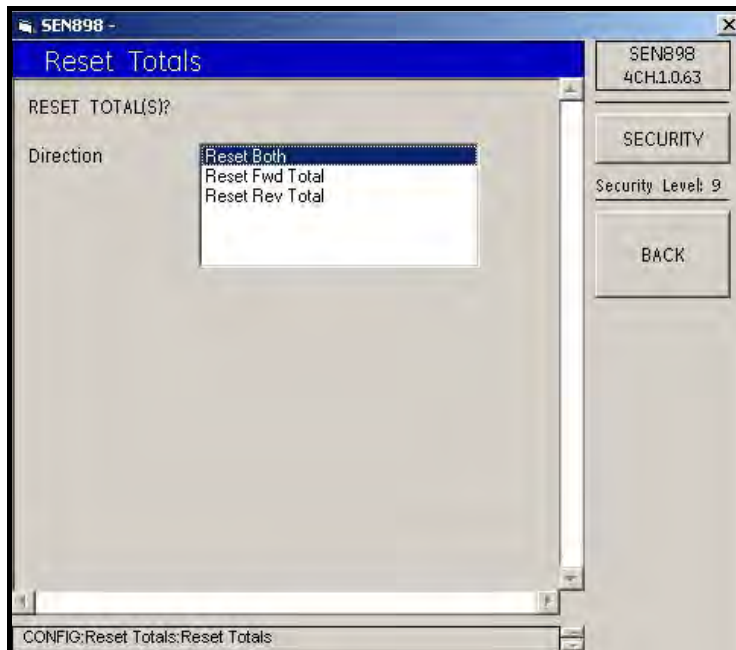 SEN898 -
Reset Totals
RESET TOTAL(S)?
Direction
Reset Both
Reset Fwd Total
Reset Rev Total
SEN898
4CH.1.0.63
SECURITY
Security Level: 9
BACK
CONFIG:Reset Totals:Reset Totals